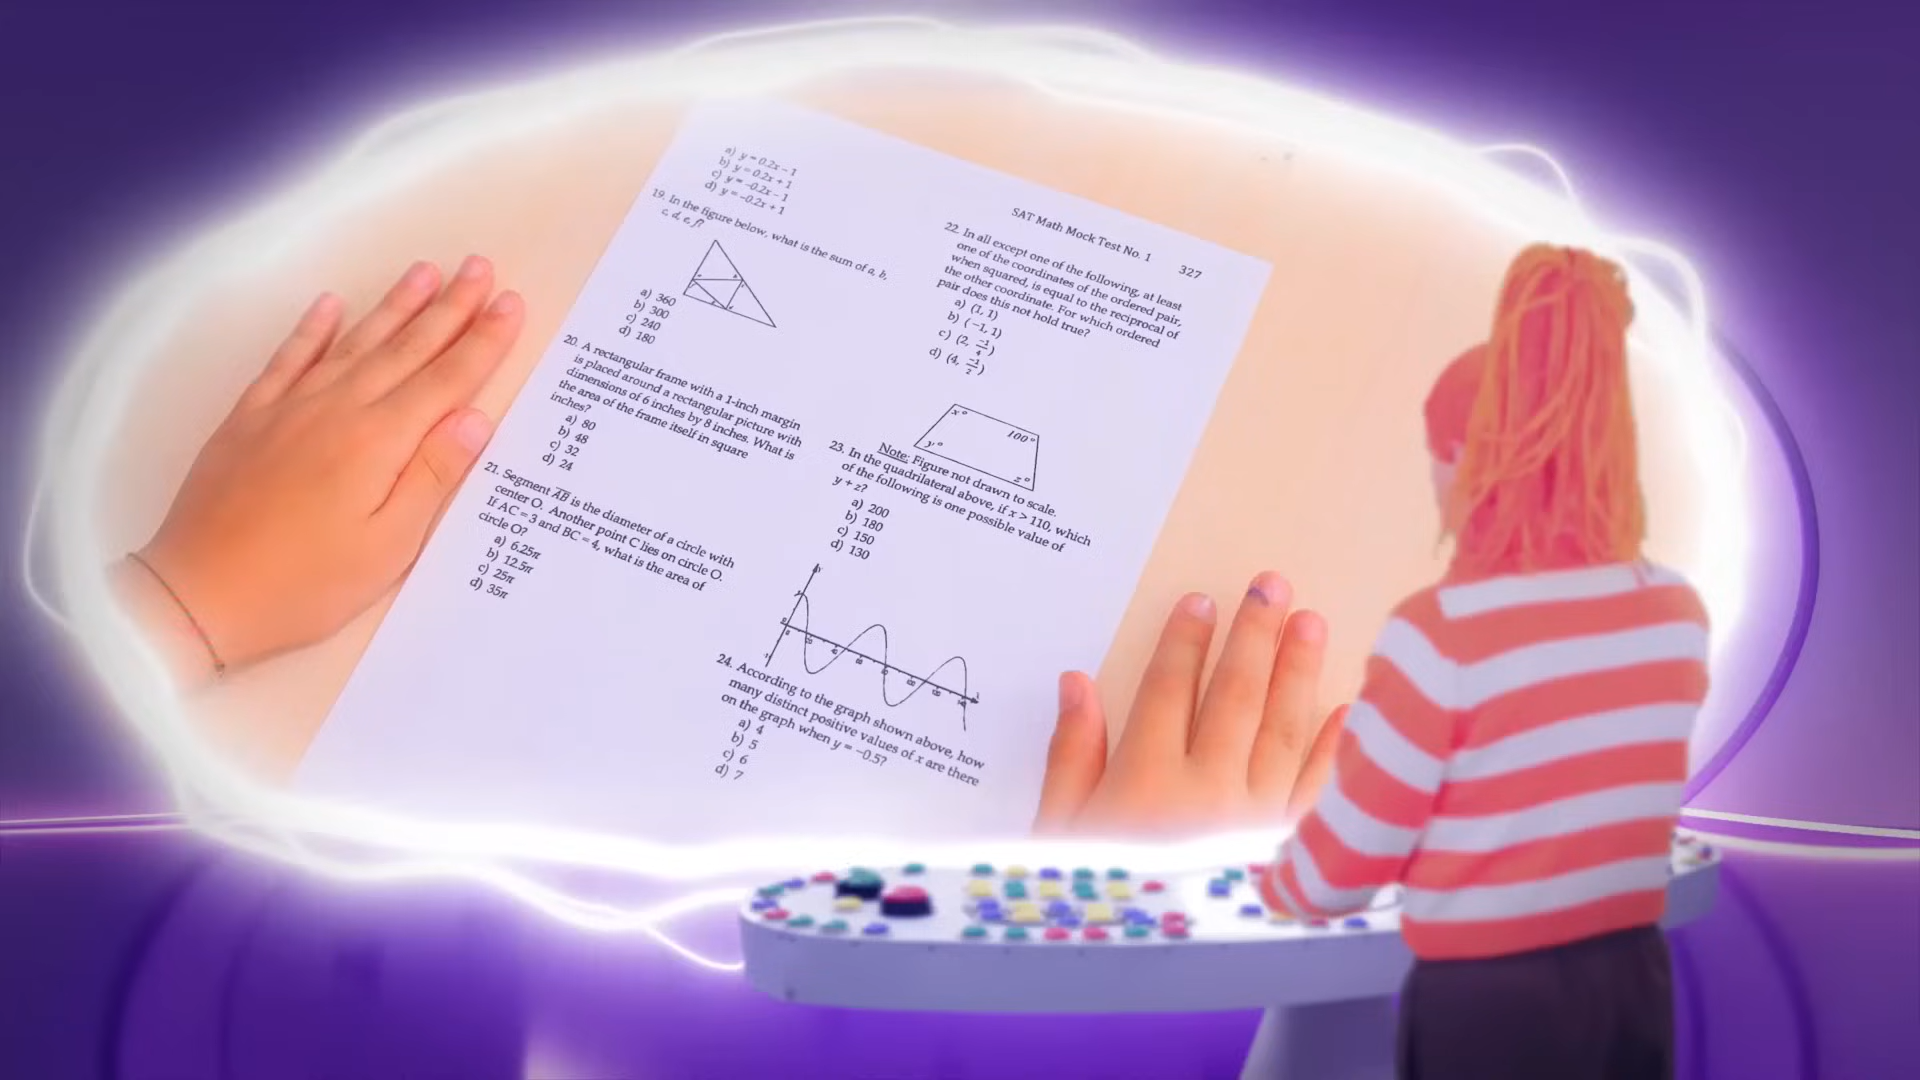 a) y = 0.2x − 1
b) y = 0.2x + 1
c) y = −0.2x − 1
d) y = −0.2x + 1
19. In the figure below, what is the sum of a, b,
c, d, e, f?
a) 360
b) 300
c) 240
d) 180
20. A rectangular frame with a 1-inch margin
is placed around a rectangular picture with
dimensions of 6 inches by 8 inches. What is
the area of the frame itself in square
inches?
a) 80
b) 48
c) 32
d) 24
21. Segment AB is the diameter of a circle with
center O. Another point C lies on circle O.
If AC = 3 and BC = 4, what is the area of
circle O?
a) 6.25π
b) 12.5π
c) 25π
d) 35π
SAT Math Mock Test No. 1 327
22. In all except one of the following, at least
one of the coordinates of the ordered pair,
when squared, is equal to the reciprocal of
the other coordinate. For which ordered
pair does this not hold true?
a) (1, 1)
b) (−1, 1)
c) (2, −1/4)
d) (4, −1/2)
x°
100°
y°
z°
Note: Figure not drawn to scale.
23. In the quadrilateral above, if x > 110, which
of the following is one possible value of
y + z?
a) 200
b) 180
c) 150
d) 130
24. According to the graph shown above, how
many distinct positive values of x are there
on the graph when y = −0.5?
a) 4
b) 5
c) 6
d) 7